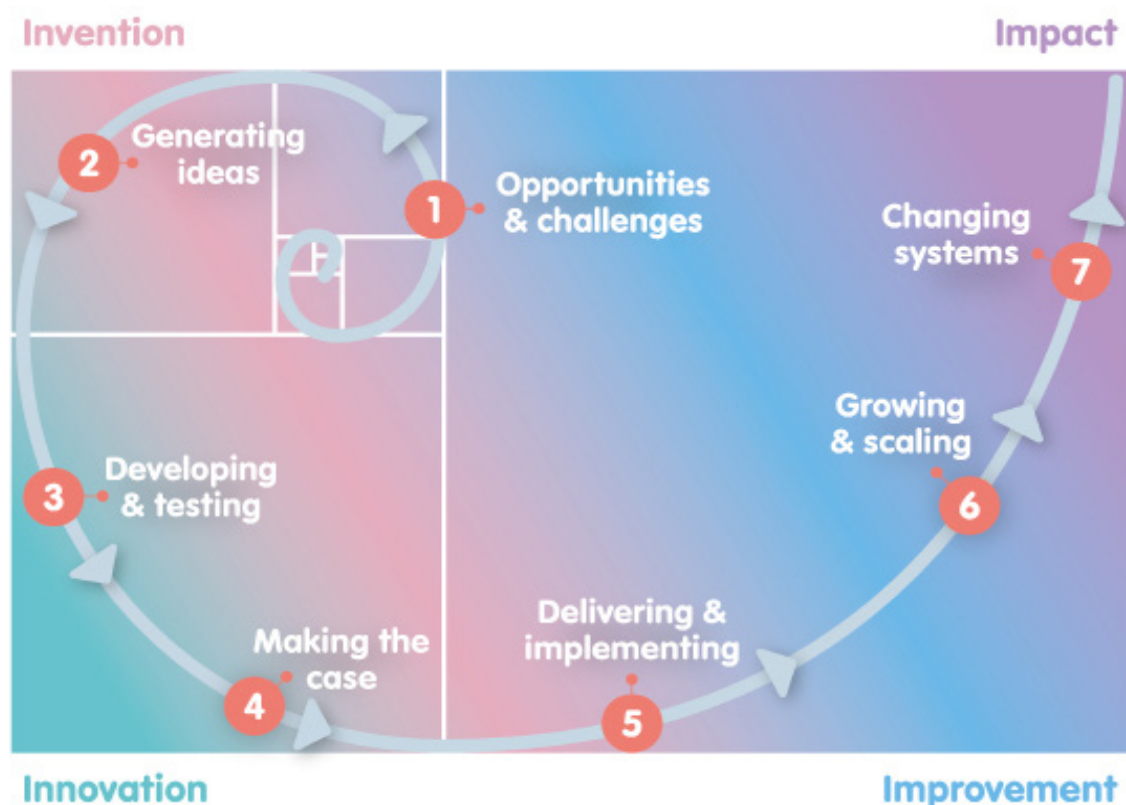 Invention
Impact
2
Generating
ideas
1
Opportunities
& challenges
Changing
systems
7
Growing
& scaling
6
3
Developing
& testing
Making the
case
4
Delivering &
implementing
5
Innovation
Improvement